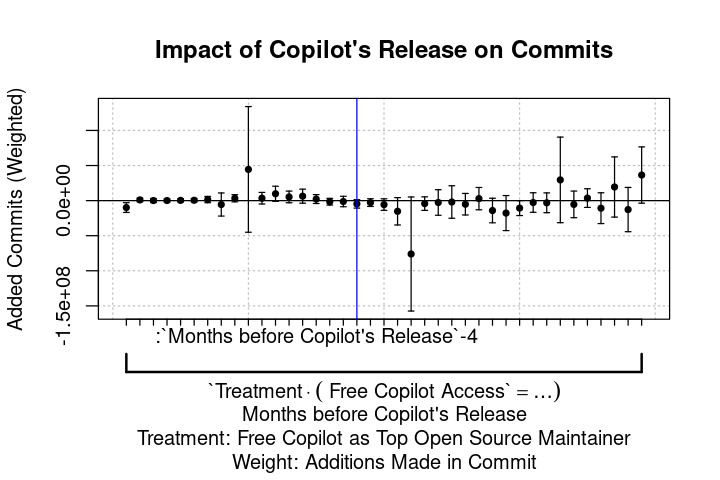 Impact of Copilot's Release on Commits
Added Commits (Weighted)
0.0e+00
-1.5e+08
:`Months before Copilot's Release`-4
`Treatment · ( Free Copilot Access` = …)
Months before Copilot's Release
Treatment: Free Copilot as Top Open Source Maintainer
Weight: Additions Made in Commit